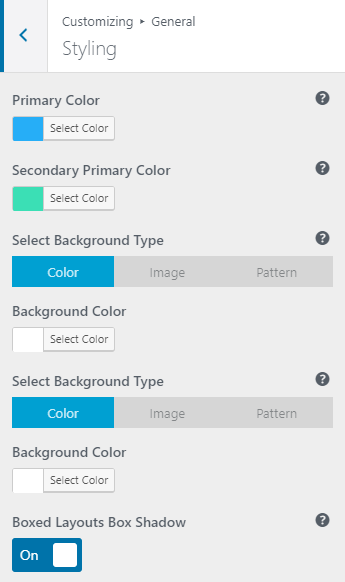 Customizing ▸ General
Styling
Primary Color ?
Select Color
Secondary Primary Color ?
Select Color
Select Background Type ?
Color Image Pattern
Background Color
Select Color
Select Background Type ?
Color Image Pattern
Background Color
Select Color
Boxed Layouts Box Shadow ?
On